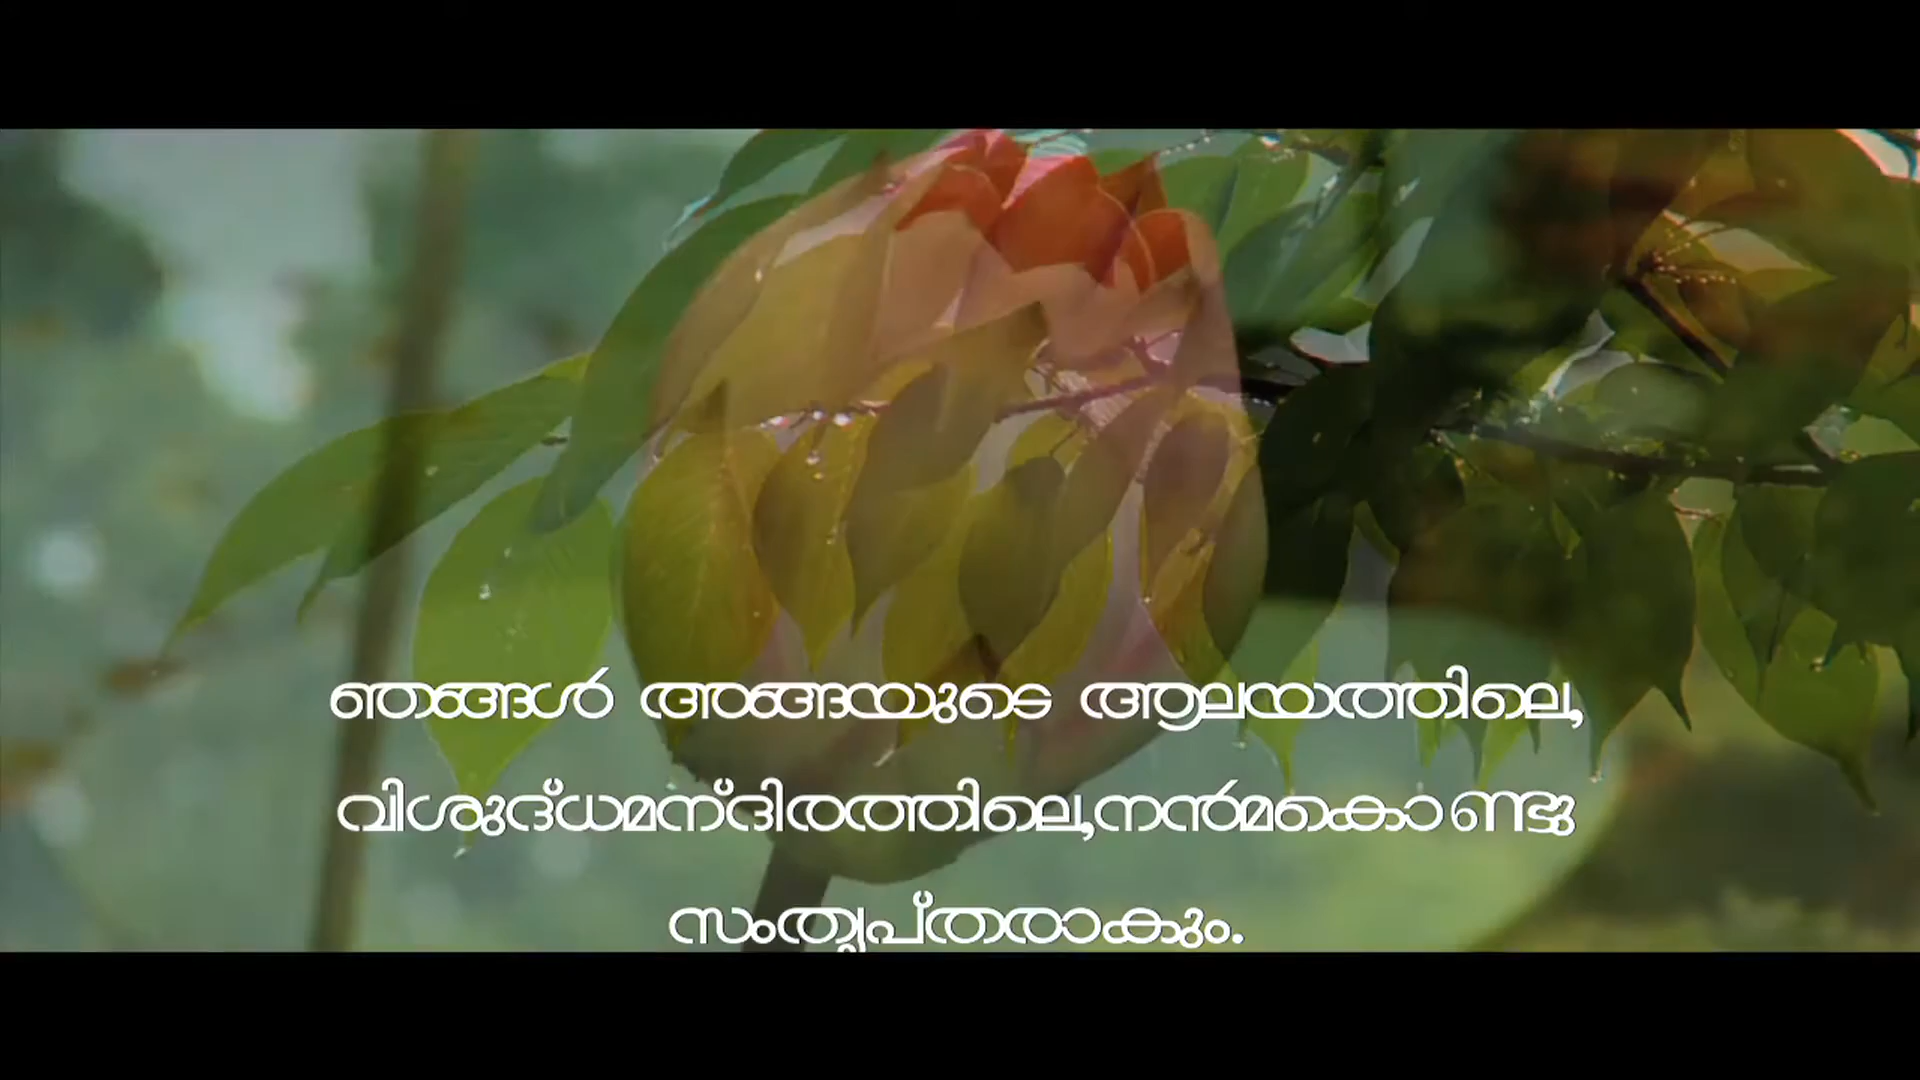 ഞങ്ങൾ അങ്ങയുടെ ആലയത്തിലെ,
വിശുദ്ധമന്ദിരത്തിലെ,നൻമകൊണ്ടു
സംതൃപ്തരാകും.